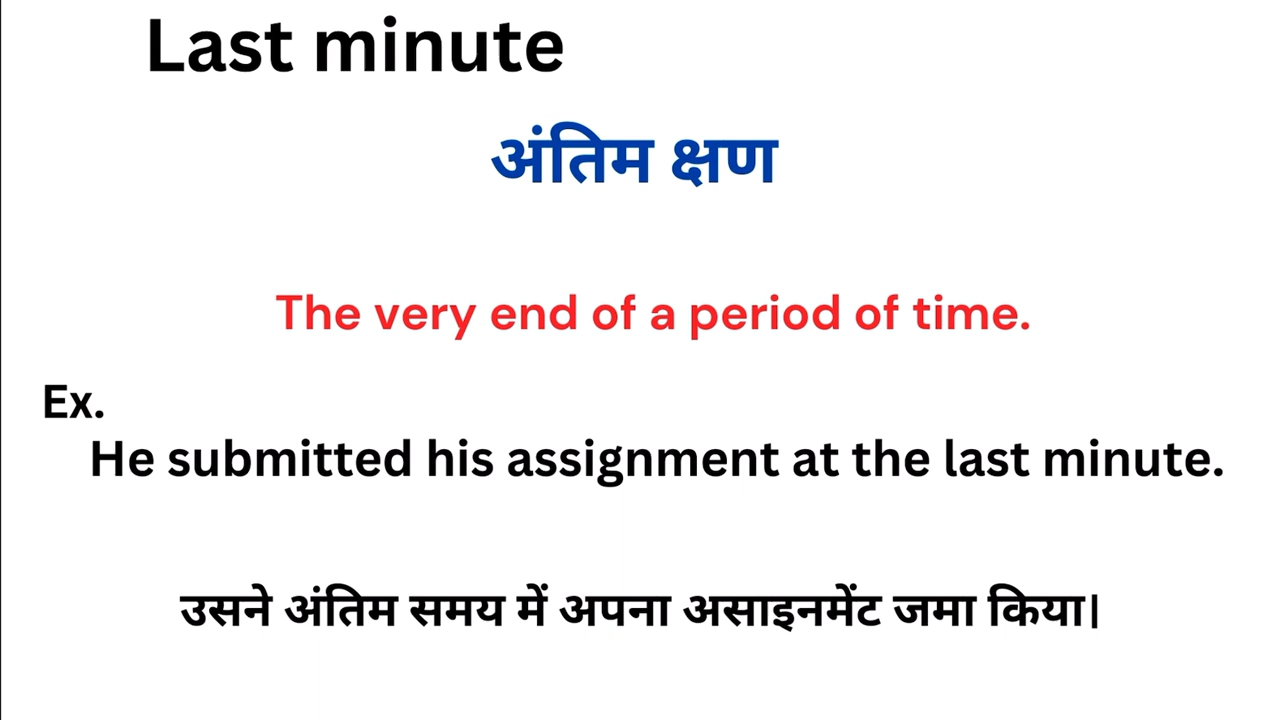 Last minute
अंतिम क्षण
The very end of a period of time.
Ex.
He submitted his assignment at the last minute.
उसने अंतिम समय में अपना असाइनमेंट जमा किया।